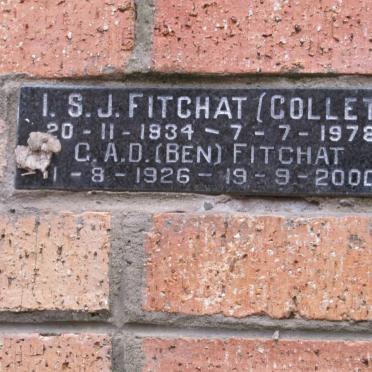 I. S. J. FITCHAT (COLLET
20 - 11 - 1934 - 7 - 7 - 1978
C. A. D. (BEN) FITCHAT
1 - 8 - 1926 - 19 - 9 - 2000